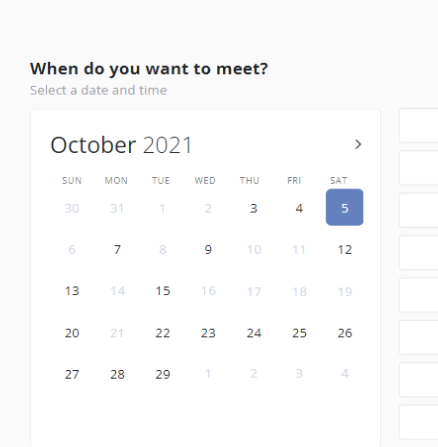 When do you want to meet?
Select a date and time
October 2021
SUN MON TUE WED THU FRI SAT
30 31 1 2 3 4 5
6 7 8 9 10 11 12
13 14 15 16 17 18 19
20 21 22 23 24 25 26
27 28 29 1 2 3 4